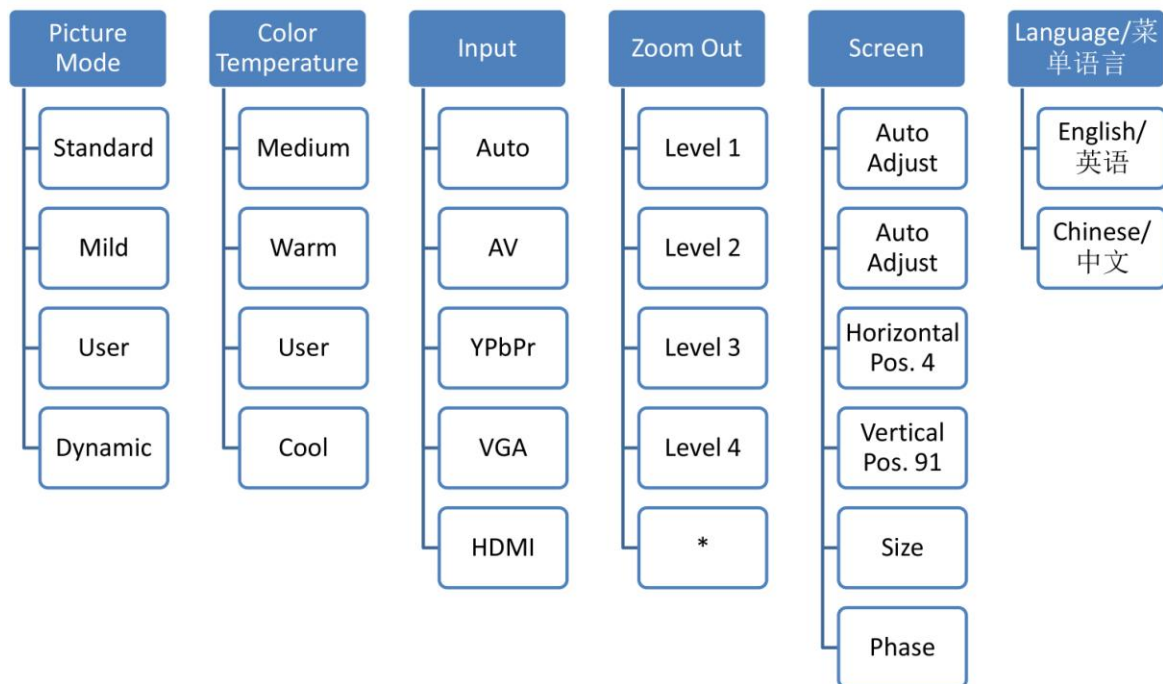 Picture
Mode
Standard
Mild
User
Dynamic
Color
Temperature
Medium
Warm
User
Cool
Input
Auto
AV
YPbPr
VGA
HDMI
Zoom Out
Level 1
Level 2
Level 3
Level 4
*
Screen
Auto
Adjust
Auto
Adjust
Horizontal
Pos. 4
Vertical
Pos. 91
Size
Phase
Language/菜
单语言
English/
英语
Chinese/
中文